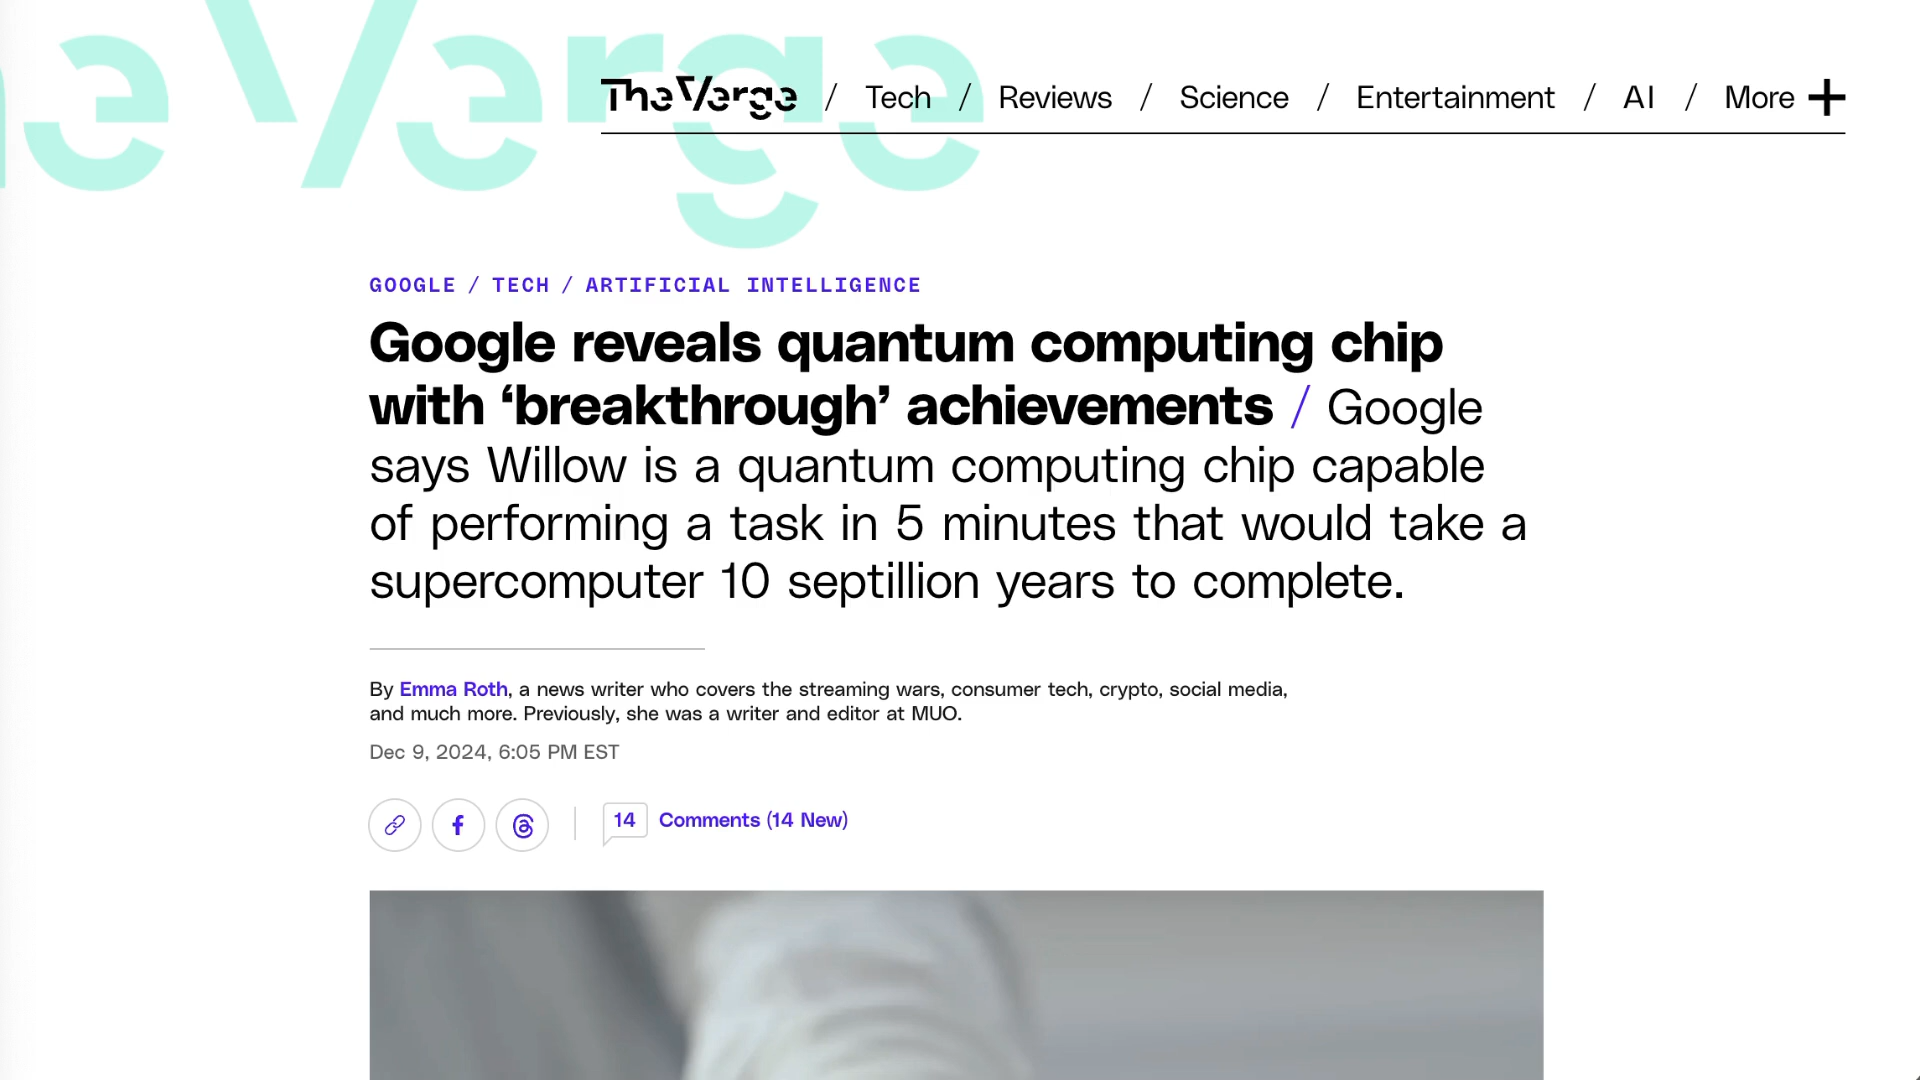 he Verge
The Verge / Tech / Reviews / Science / Entertainment / AI / More
GOOGLE / TECH / ARTIFICIAL INTELLIGENCE
Google reveals quantum computing chip
with ‘breakthrough’ achievements / Google
says Willow is a quantum computing chip capable
of performing a task in 5 minutes that would take a
supercomputer 10 septillion years to complete.
By Emma Roth, a news writer who covers the streaming wars, consumer tech, crypto, social media,
and much more. Previously, she was a writer and editor at MUO.
Dec 9, 2024, 6:05 PM EST
14 Comments (14 New)